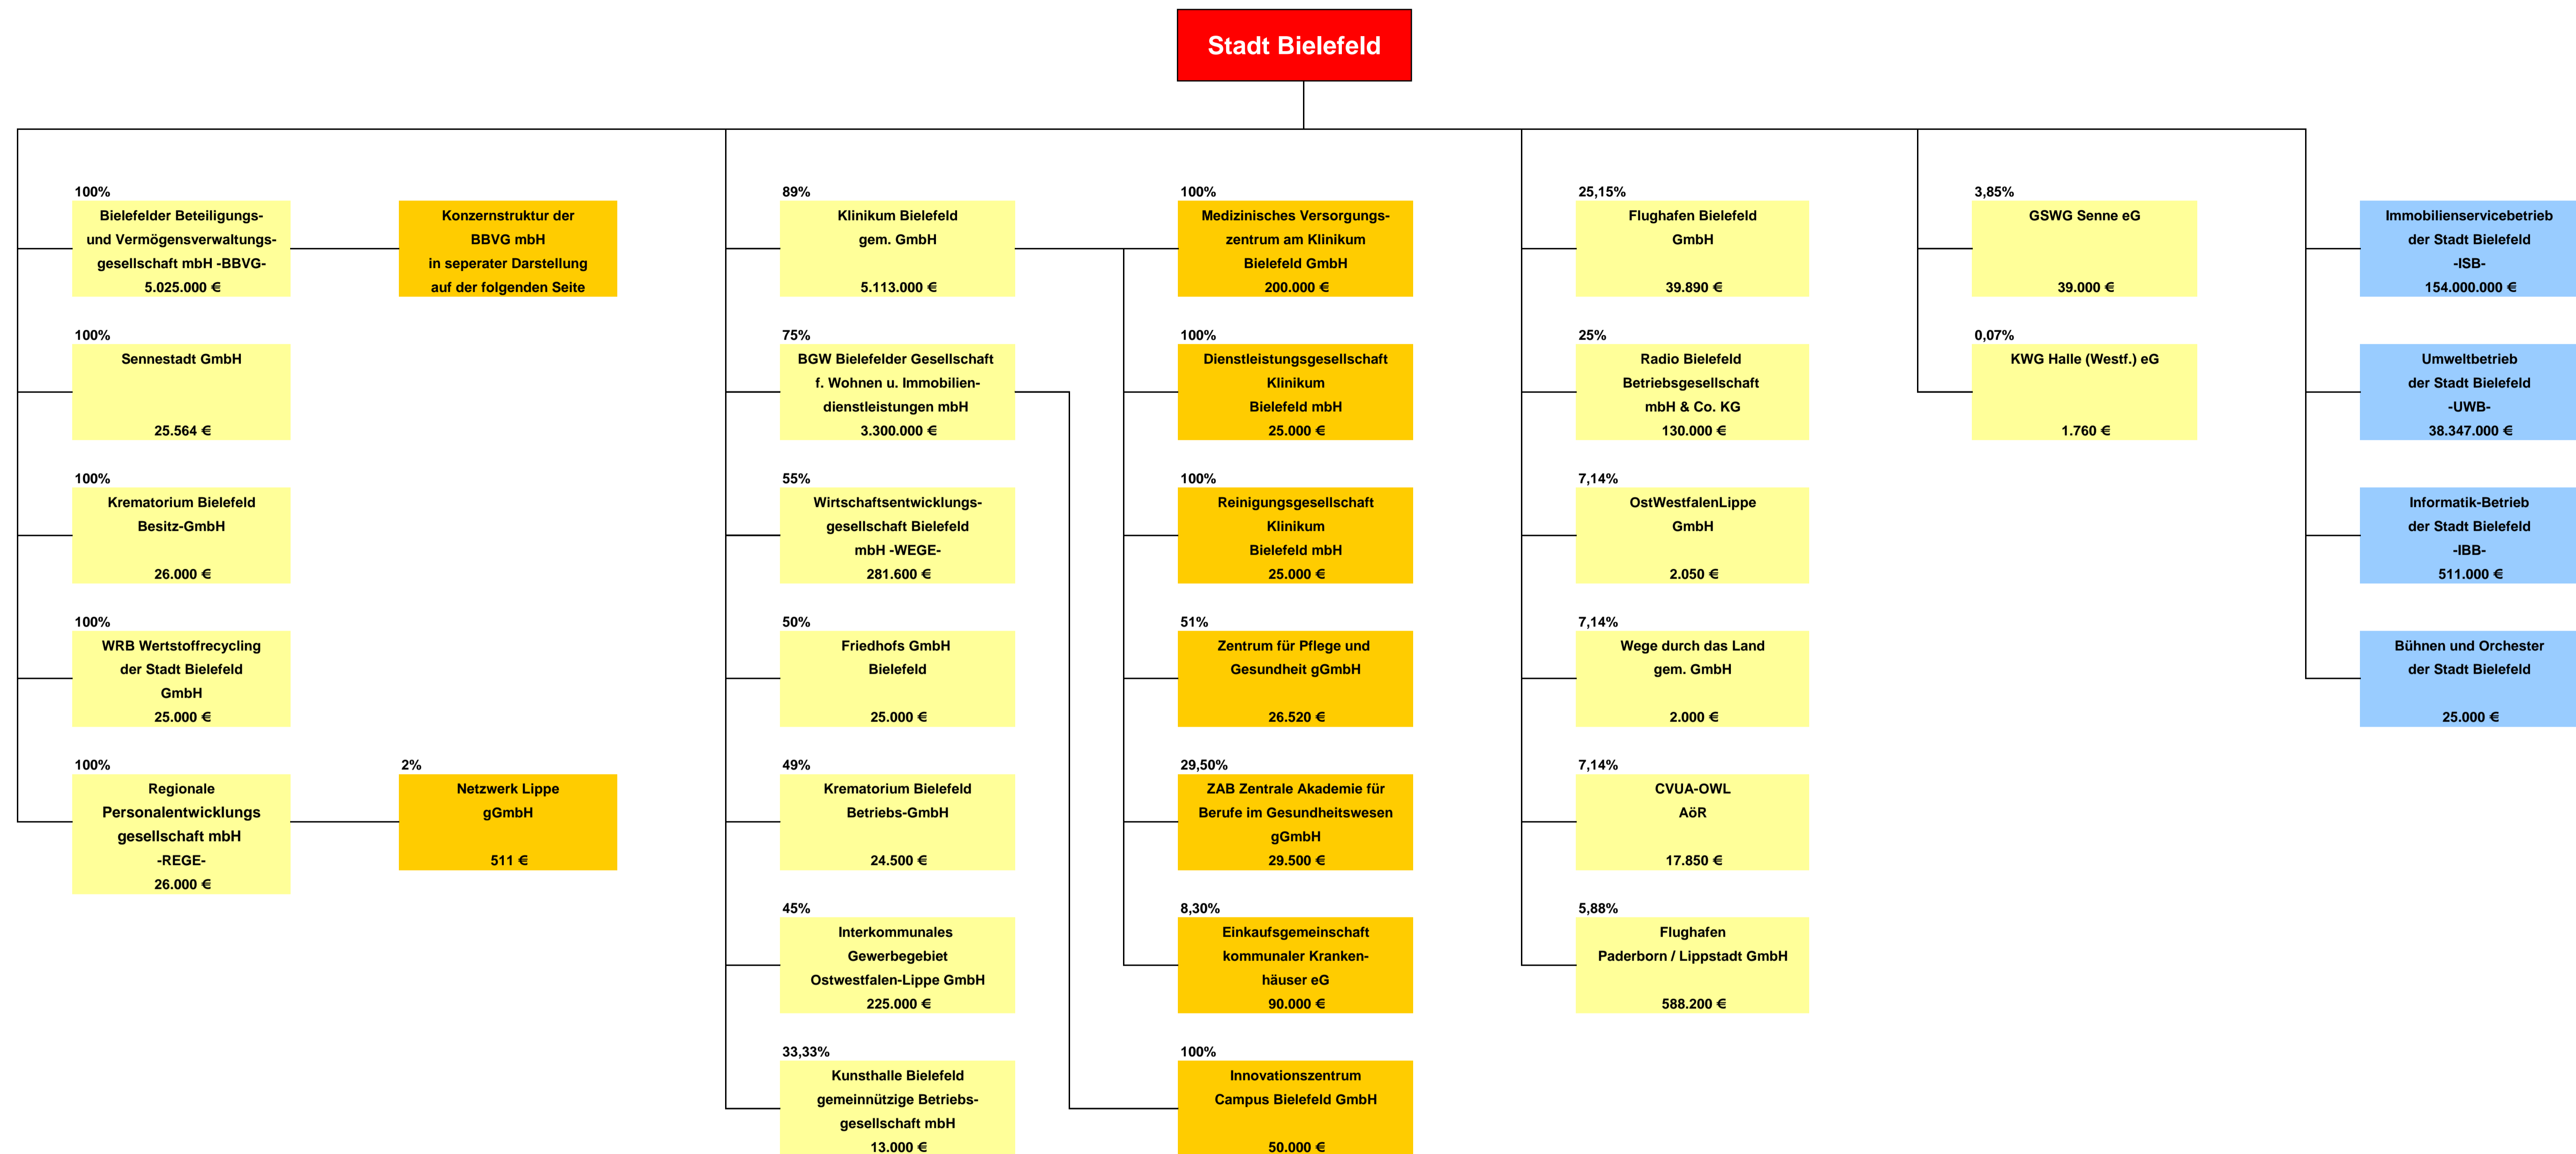 Stadt Bielefeld
100%
Bielefelder Beteiligungs-
und Vermögensverwaltungs-
gesellschaft mbH -BBVG-
5.025.000 €
Konzernstruktur der
BBVG mbH
in seperater Darstellung
auf der folgenden Seite
100%
Sennestadt GmbH
25.564 €
100%
Krematorium Bielefeld
Besitz-GmbH
26.000 €
100%
WRB Wertstoffrecycling
der Stadt Bielefeld
GmbH
25.000 €
100%
Regionale
Personalentwicklungs
gesellschaft mbH
-REGE-
26.000 €
2%
Netzwerk Lippe
gGmbH
511 €
89%
Klinikum Bielefeld
gem. GmbH
5.113.000 €
75%
BGW Bielefelder Gesellschaft
f. Wohnen u. Immobilien-
dienstleistungen mbH
3.300.000 €
55%
Wirtschaftsentwicklungs-
gesellschaft Bielefeld
mbH -WEGE-
281.600 €
50%
Friedhofs GmbH
Bielefeld
25.000 €
49%
Krematorium Bielefeld
Betriebs-GmbH
24.500 €
45%
Interkommunales
Gewerbegebiet
Ostwestfalen-Lippe GmbH
225.000 €
33,33%
Kunsthalle Bielefeld
gemeinnützige Betriebs-
gesellschaft mbH
13.000 €
100%
Medizinisches Versorgungs-
zentrum am Klinikum
Bielefeld GmbH
200.000 €
100%
Dienstleistungsgesellschaft
Klinikum
Bielefeld mbH
25.000 €
100%
Reinigungsgesellschaft
Klinikum
Bielefeld mbH
25.000 €
51%
Zentrum für Pflege und
Gesundheit gGmbH
26.520 €
29,50%
ZAB Zentrale Akademie für
Berufe im Gesundheitswesen
gGmbH
29.500 €
8,30%
Einkaufsgemeinschaft
kommunaler Kranken-
häuser eG
90.000 €
100%
Innovationszentrum
Campus Bielefeld GmbH
50.000 €
25,15%
Flughafen Bielefeld
GmbH
39.890 €
25%
Radio Bielefeld
Betriebsgesellschaft
mbH & Co. KG
130.000 €
7,14%
OstWestfalenLippe
GmbH
2.050 €
7,14%
Wege durch das Land
gem. GmbH
2.000 €
7,14%
CVUA-OWL
AöR
17.850 €
5,88%
Flughafen
Paderborn / Lippstadt GmbH
588.200 €
3,85%
GSWG Senne eG
39.000 €
0,07%
KWG Halle (Westf.) eG
1.760 €
Immobilienservicebetrieb
der Stadt Bielefeld
-ISB-
154.000.000 €
Umweltbetrieb
der Stadt Bielefeld
-UWB-
38.347.000 €
Informatik-Betrieb
der Stadt Bielefeld
-IBB-
511.000 €
Bühnen und Orchester
der Stadt Bielefeld
25.000 €